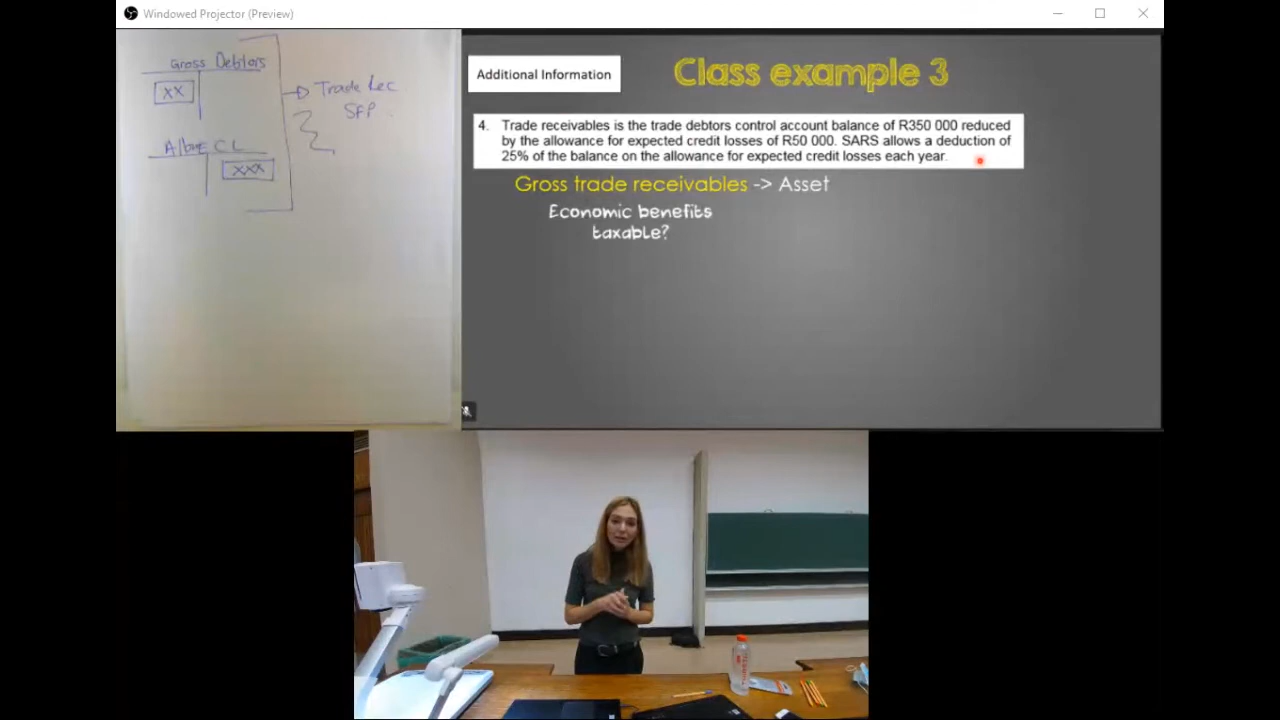 Windowed Projector (Preview)
Gross Debtors
XX
Trade Rec
SFP
CL
XXX
Additional Information
Class example 3
4. Trade receivables is the trade debtors control account balance of R350 000 reduced
by the allowance for expected credit losses of R50 000. SARS allows a deduction of
25% of the balance on the allowance for expected credit losses each year.
Gross trade receivables -> Asset
Economic benefits
taxable?